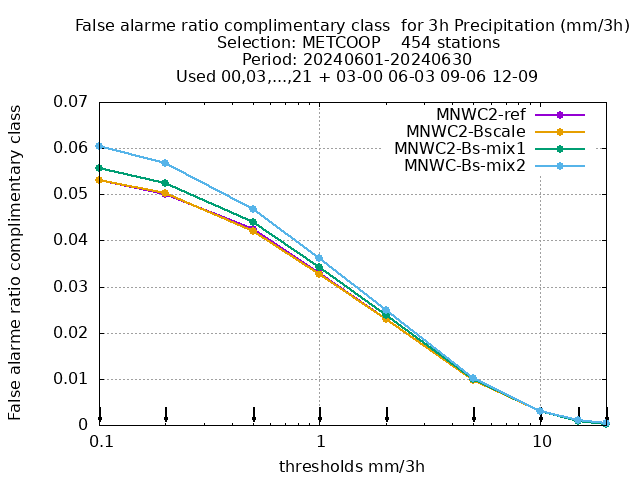 False alarme ratio complimentary class  for 3h Precipitation (mm/3h)
Selection: METCOOP    454 stations
Period: 20240601-20240630
Used 00,03,...,21 + 03-00 06-03 09-06 12-09
False alarme ratio complimentary class
0.07
0.06
0.05
0.04
0.03
0.02
0.01
0
MNWC2-ref
MNWC2-Bscale
MNWC2-Bs-mix1
MNWC-Bs-mix2
0.1
1
10
thresholds mm/3h